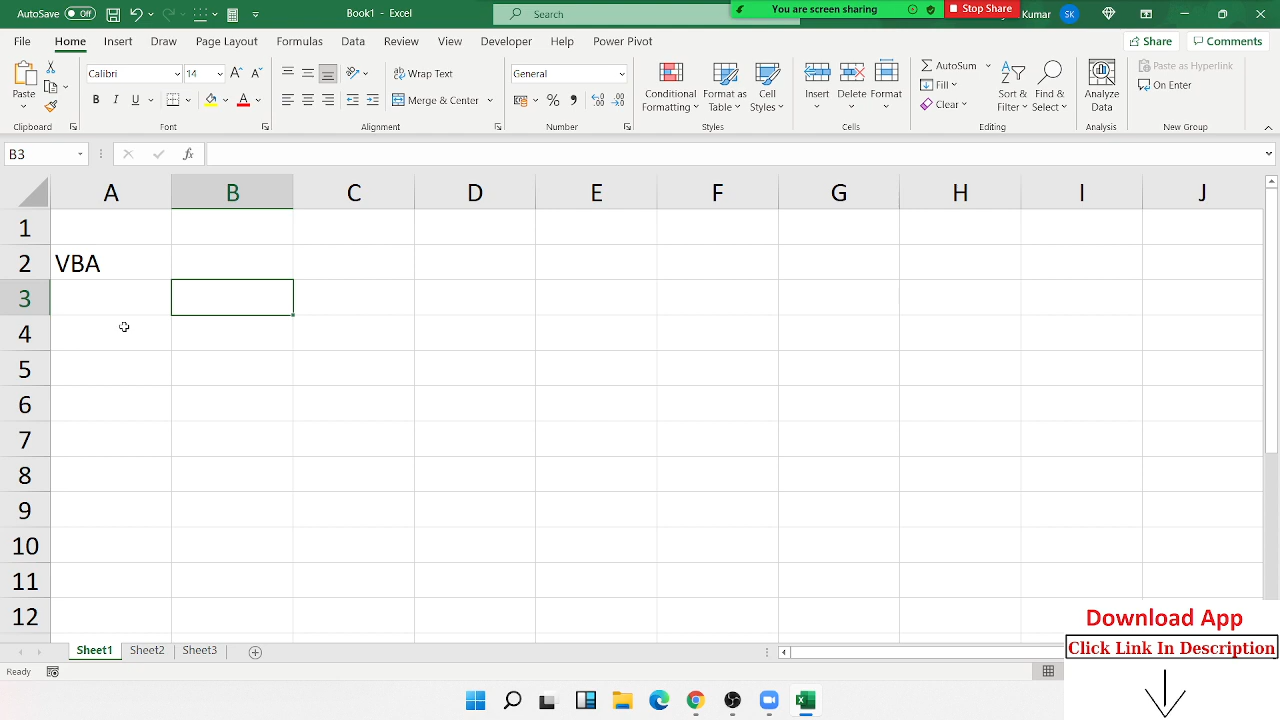 AutoSave Off Book1 - Excel Search You are screen sharing Stop Share Kumar SK
File Home Insert Draw Page Layout Formulas Data Review View Developer Help Power Pivot Share Comments
Paste Calibri 14 Wrap Text General Conditional Formatting Format as Table Cell Styles Insert Delete Format AutoSum Fill Clear Sort & Filter Find & Select Analyze Data Paste as Hyperlink On Enter
B I U A Merge & Center % 9
Clipboard Font Alignment Number Styles Cells Editing Analysis New Group
B3 fx
A B C D E F G H I J
1
2 VBA
3
4
5
6
7
8
9
10
11
12
Sheet1 Sheet2 Sheet3
Ready
Download App
Click Link In Description